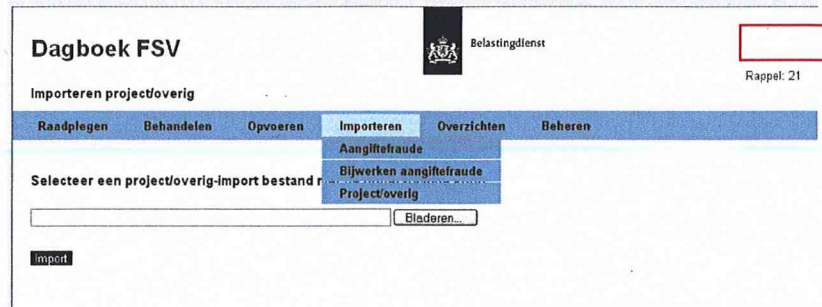 Dagboek FSV
Belastingdienst
Rappel: 21
Importeren project/overig
Raadplegen Behandelen Opvoeren Importeren Overzichten Beheren
Aangiftefraude
Bijwerken aangiftefraude
Selecteer een project/overig-import bestand
Project/overig
Bladeren...
Import